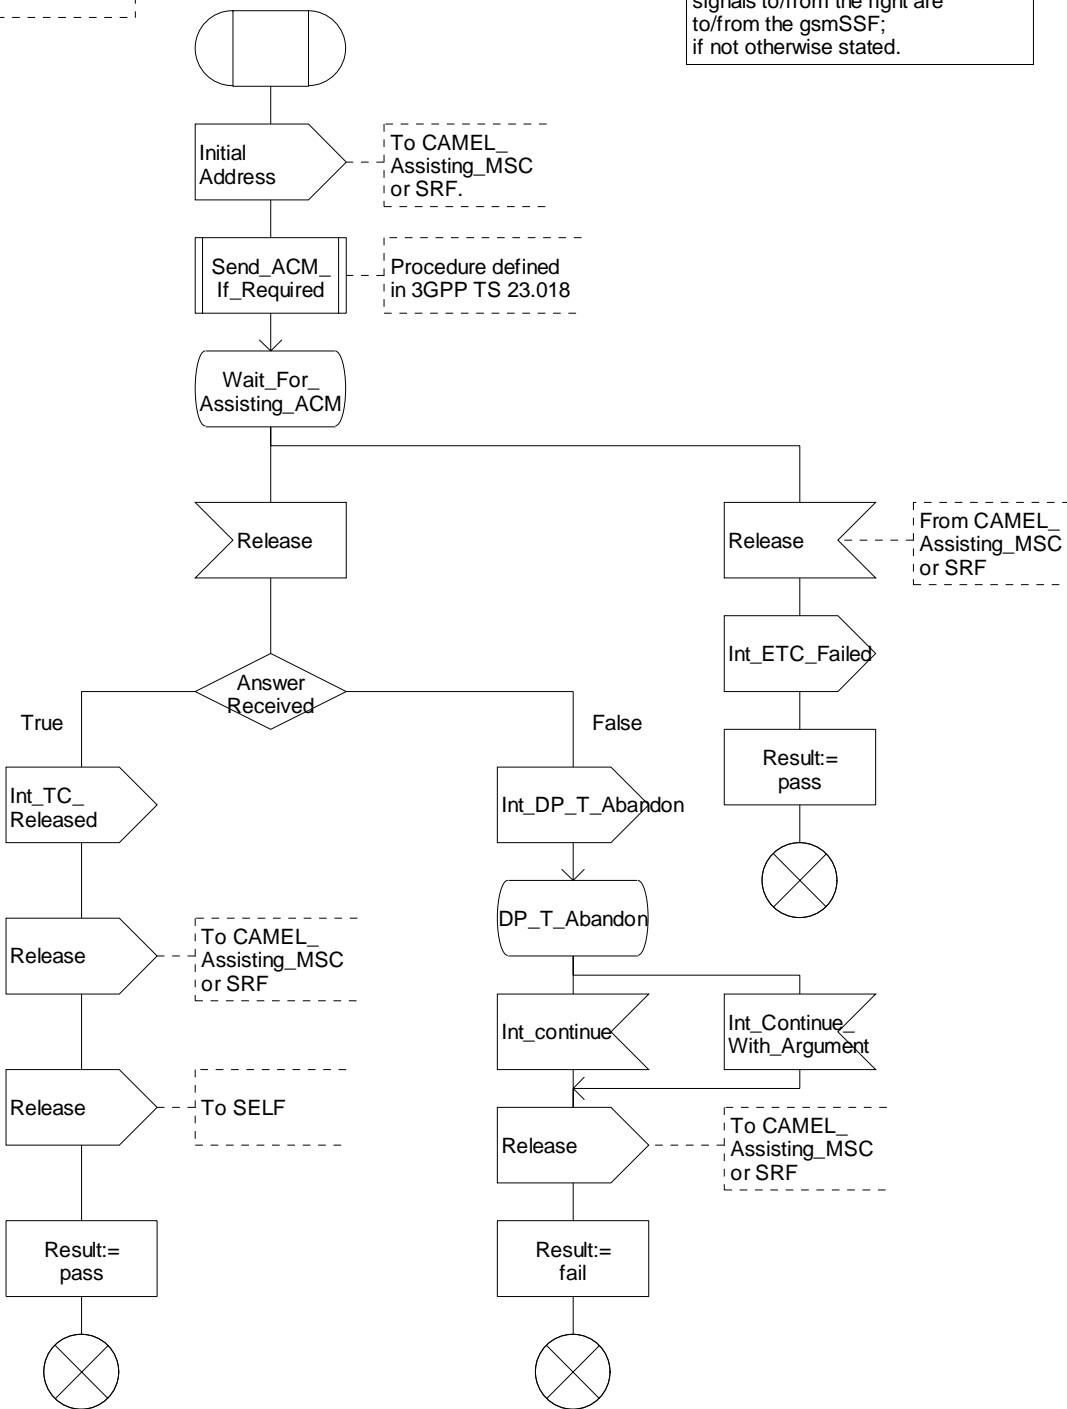 signals to/from the right are
to/from the gsmSSF;
if not otherwise stated.
Initial
Address
To CAMEL_
Assisting_MSC
or SRF.
Send_ACM_
If_Required
Procedure defined
in 3GPP TS 23.018
Wait_For_
Assisting_ACM
Release
Release
From CAMEL_
Assisting_MSC
or SRF
Int_ETC_Failed
Answer
Received
True
False
Result:=
pass
Int_TC_
Released
Int_DP_T_Abandon
DP_T_Abandon
Release
To CAMEL_
Assisting_MSC
or SRF
Int_continue
Int_Continue_
With_Argument
Release
To SELF
Release
To CAMEL_
Assisting_MSC
or SRF
Result:=
pass
Result:=
fail